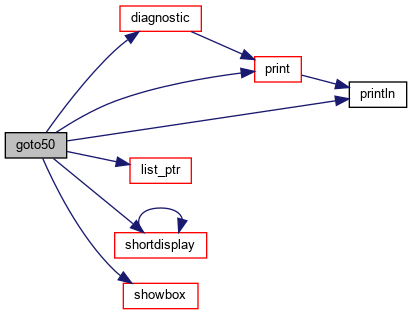 diagnostic
print
println
goto50
list_ptr
shortdisplay
showbox